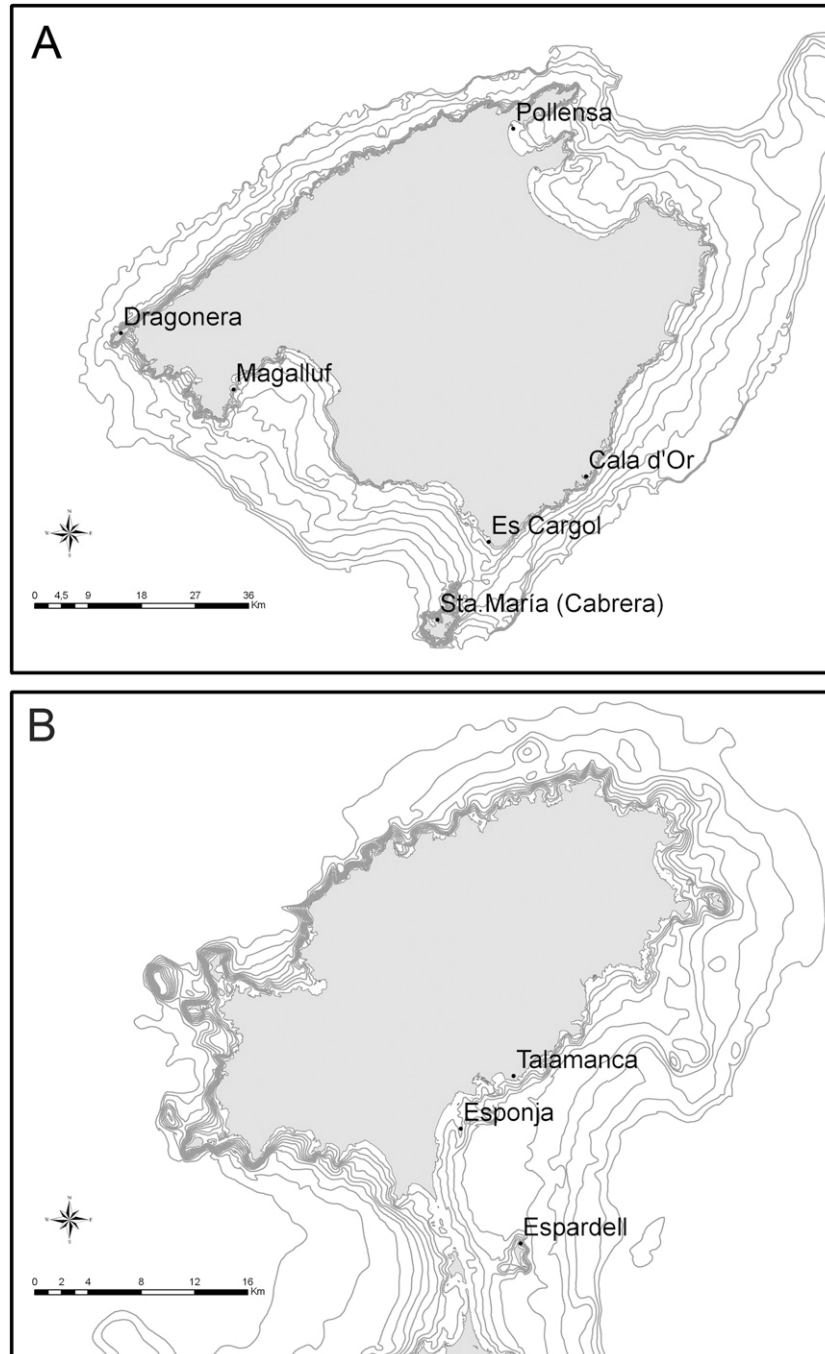 A
Pollensa
Dragonera
Magalluf
Cala d'Or
Es Cargol
N
W E
S
0 4,5 9 18 27 36
Km
Sta.María (Cabrera)
B
Talamanca
Esponja
N
W E
S
Espardell
0 2 4 8 12 16
Km